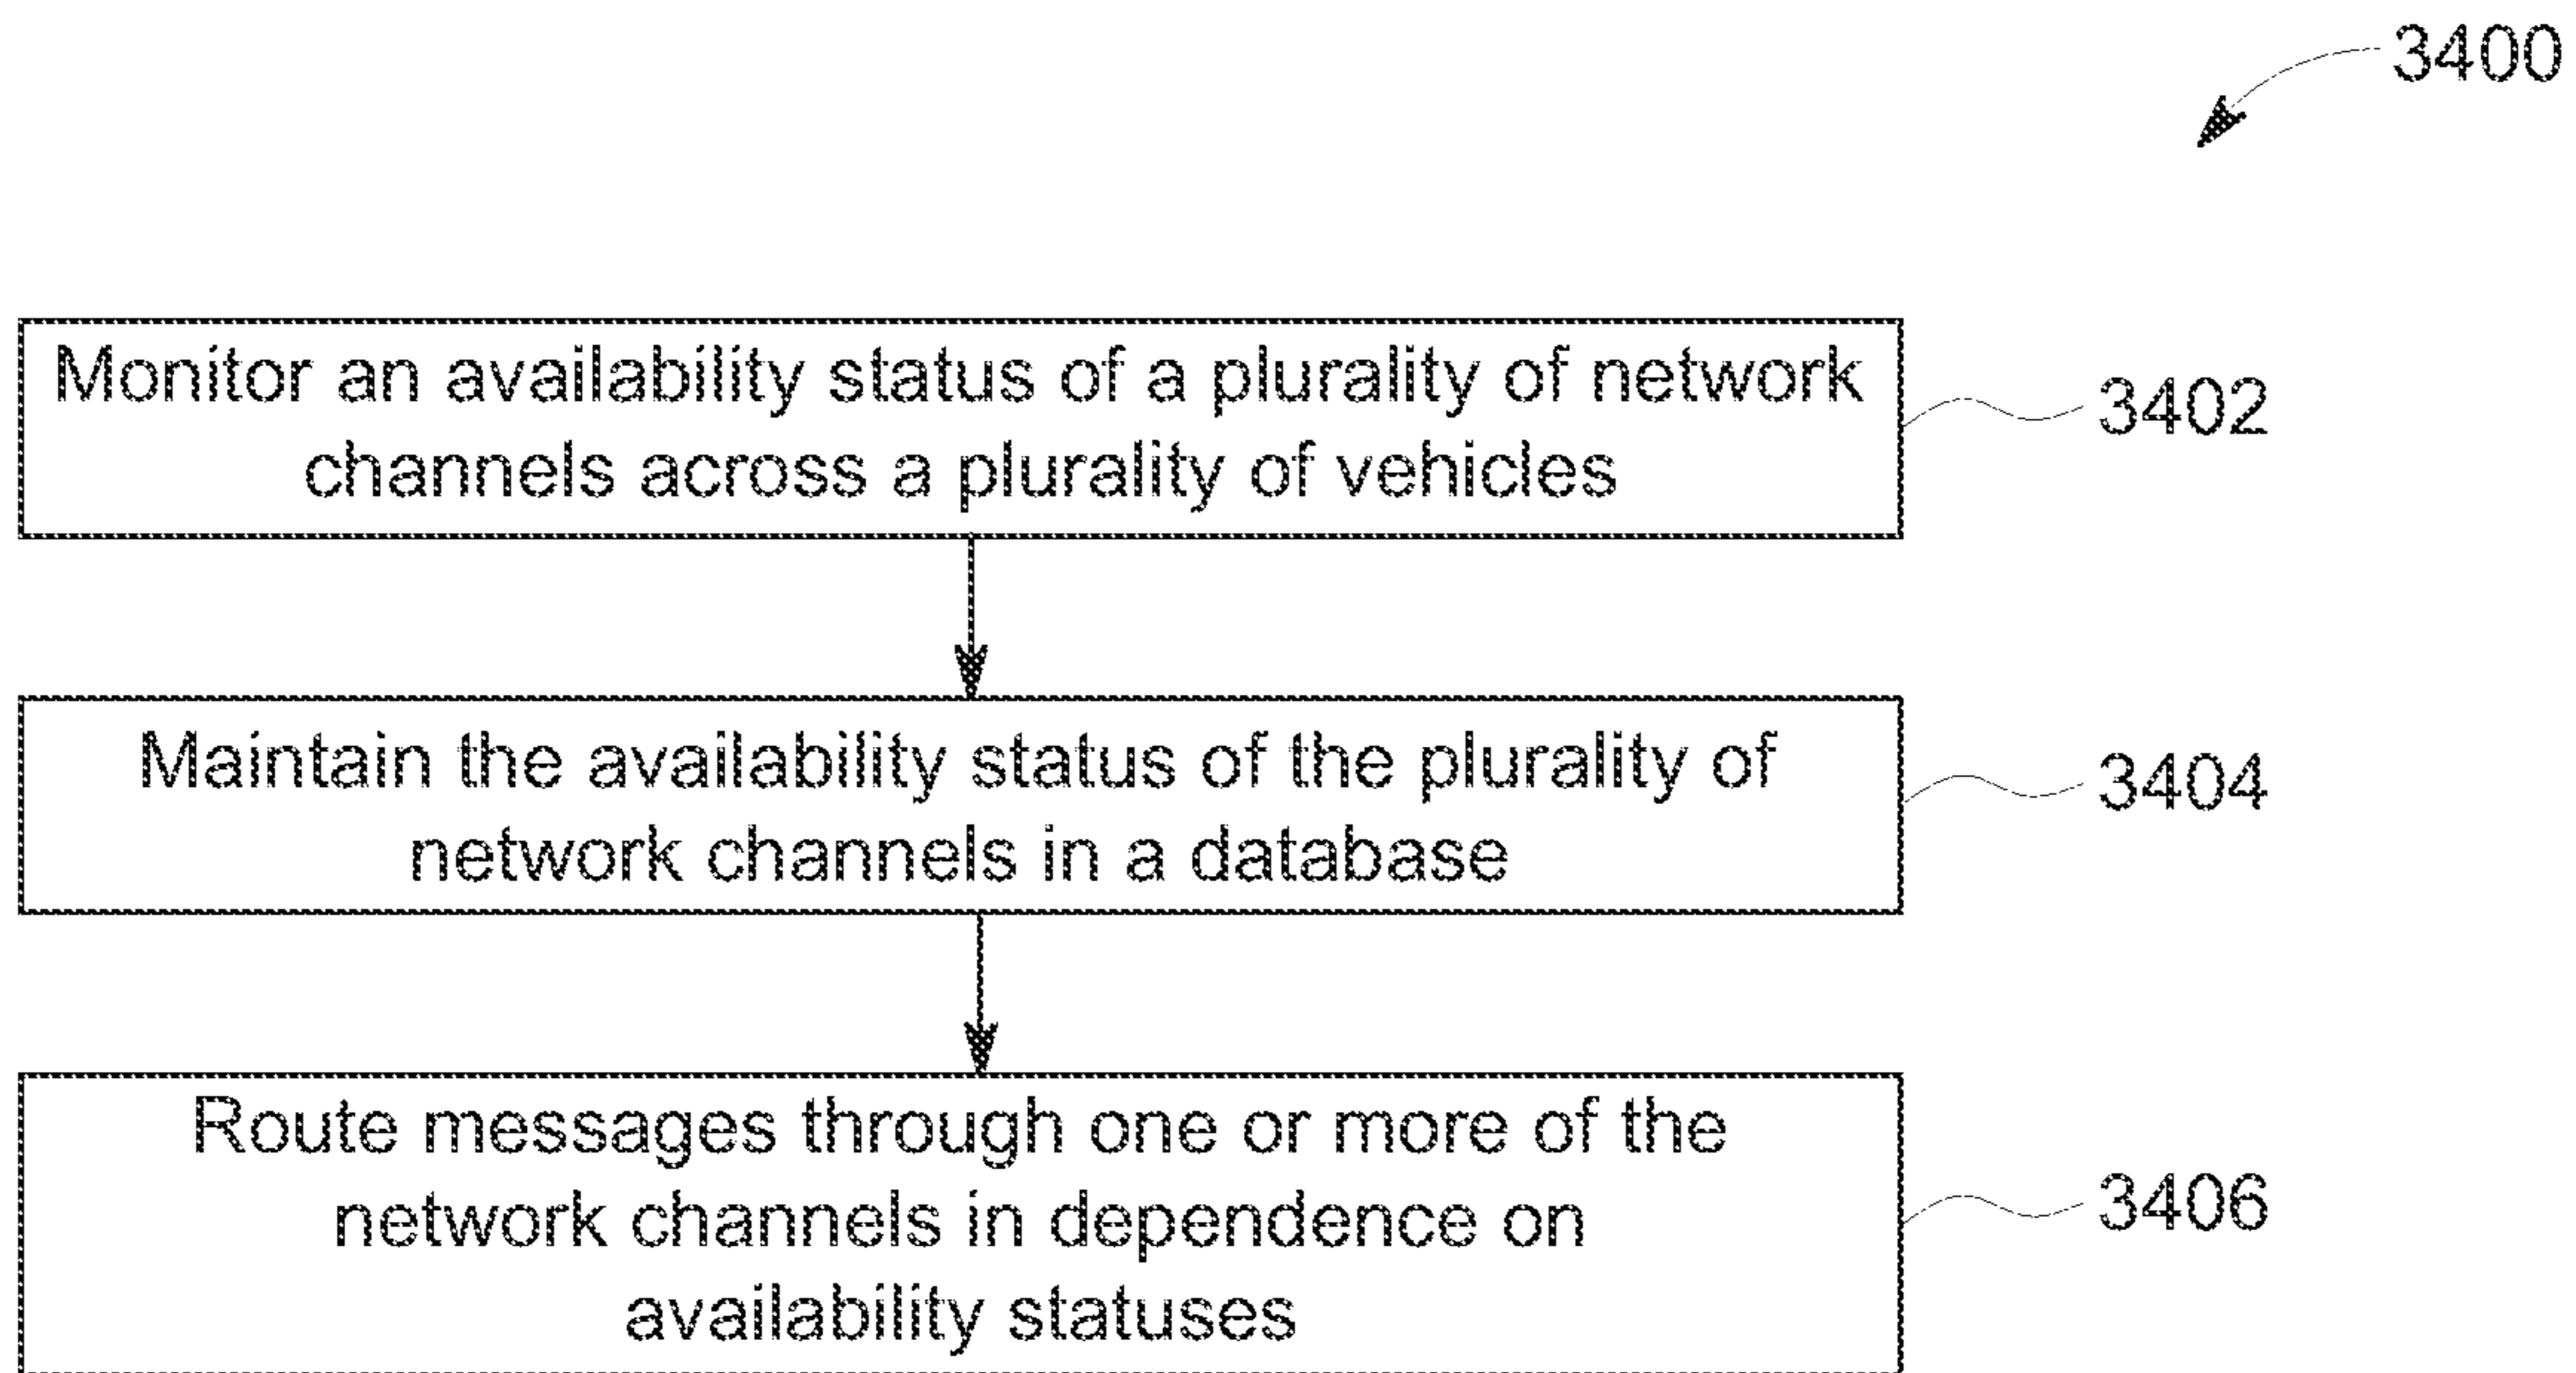 3400
Monitor an availability status of a plurality of network
channels across a plurality of vehicles
3402
Maintain the availability status of the plurality of
network channels in a database
3404
Route messages through one or more of the
network channels in dependence on
availability statuses
3406